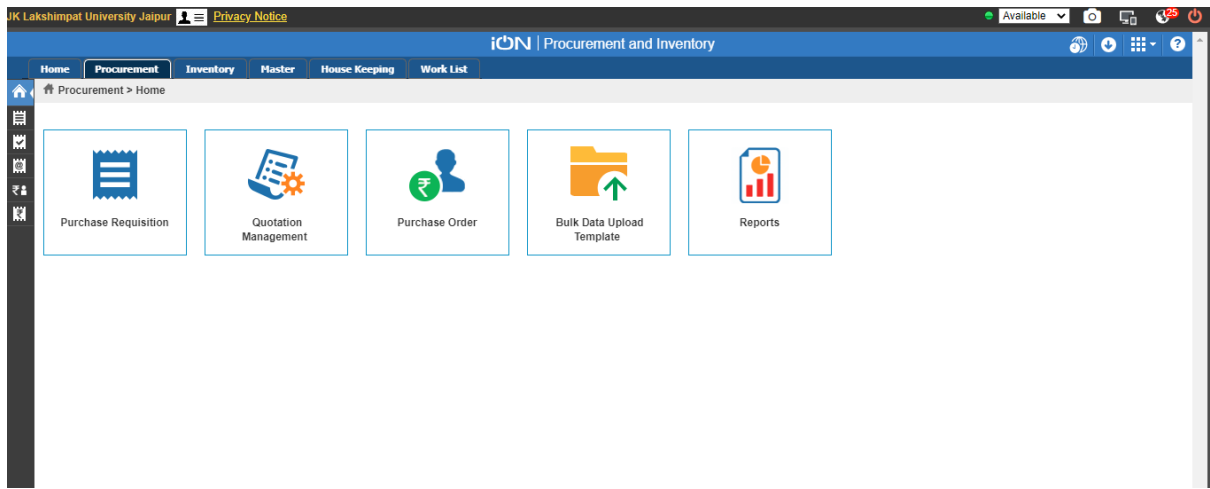 JK Lakshimpat University Jaipur Privacy Notice Available 25
iON | Procurement and Inventory
Home Procurement Inventory Master House Keeping Work List
Procurement > Home
Purchase Requisition
Quotation
Management
Purchase Order
Bulk Data Upload
Template
Reports